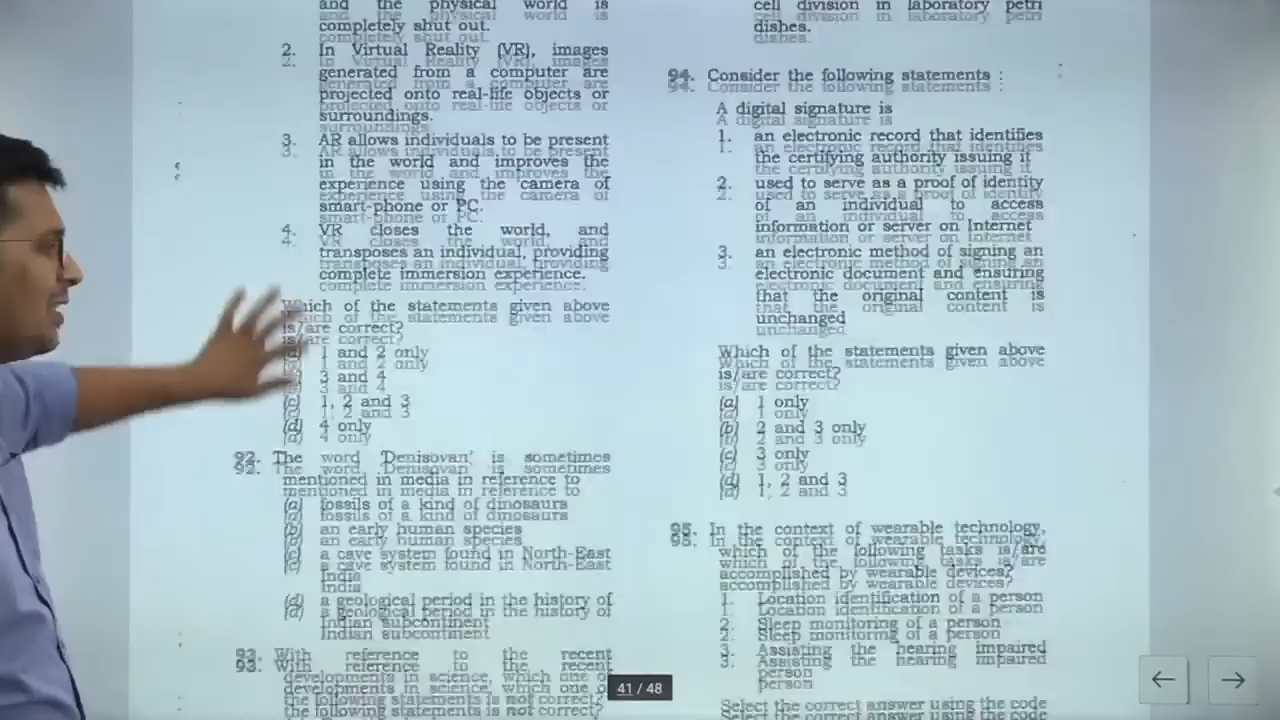 and the physical world is
completely shut out.
2. In Virtual Reality (VR), images
generated from a computer are
projected onto real-life objects or
surroundings.
3. AR allows individuals to be present
in the world and improves the
experience using the camera of
smart-phone or PC.
4. VR closes the world, and
transposes an individual, providing
complete immersion experience.
Which of the statements given above
is/are correct?
1 and 2 only
3 and 4
(c) 1, 2 and 3
(d) 4 only
92. The word 'Denisovan' is sometimes
mentioned in media in reference to
(a) fossils of a kind of dinosaurs
(b) an early human species
(c) a cave system found in North-East
India
(d) a geological period in the history of
Indian subcontinent
93. With reference to the recent
developments in science, which one of
the following statements is not correct?
cell division in laboratory petri
dishes.
94. Consider the following statements :
A digital signature is
1. an electronic record that identifies
the certifying authority issuing it
2. used to serve as a proof of identity
of an individual to access
information or server on Internet
3. an electronic method of signing an
electronic document and ensuring
that the original content is
unchanged
Which of the statements given above
is/are correct?
(a) 1 only
(b) 2 and 3 only
(c) 3 only
(d) 1, 2 and 3
95. In the context of wearable technology,
which of the following tasks is/are
accomplished by wearable devices?
1. Location identification of a person
2. Sleep monitoring of a person
3. Assisting the hearing impaired
person
Select the correct answer using the code
41 / 48